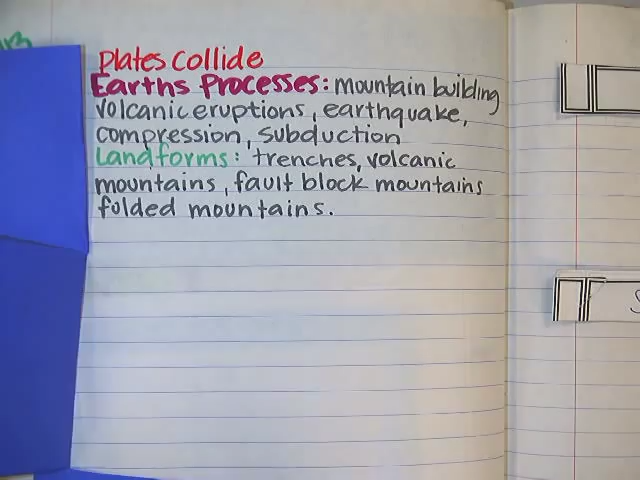 Plates Collide
Earths Processes: mountain building
volcanic eruptions, earthquake,
compression, subduction
Landforms: trenches, volcanic
mountains, fault block mountains
folded mountains.